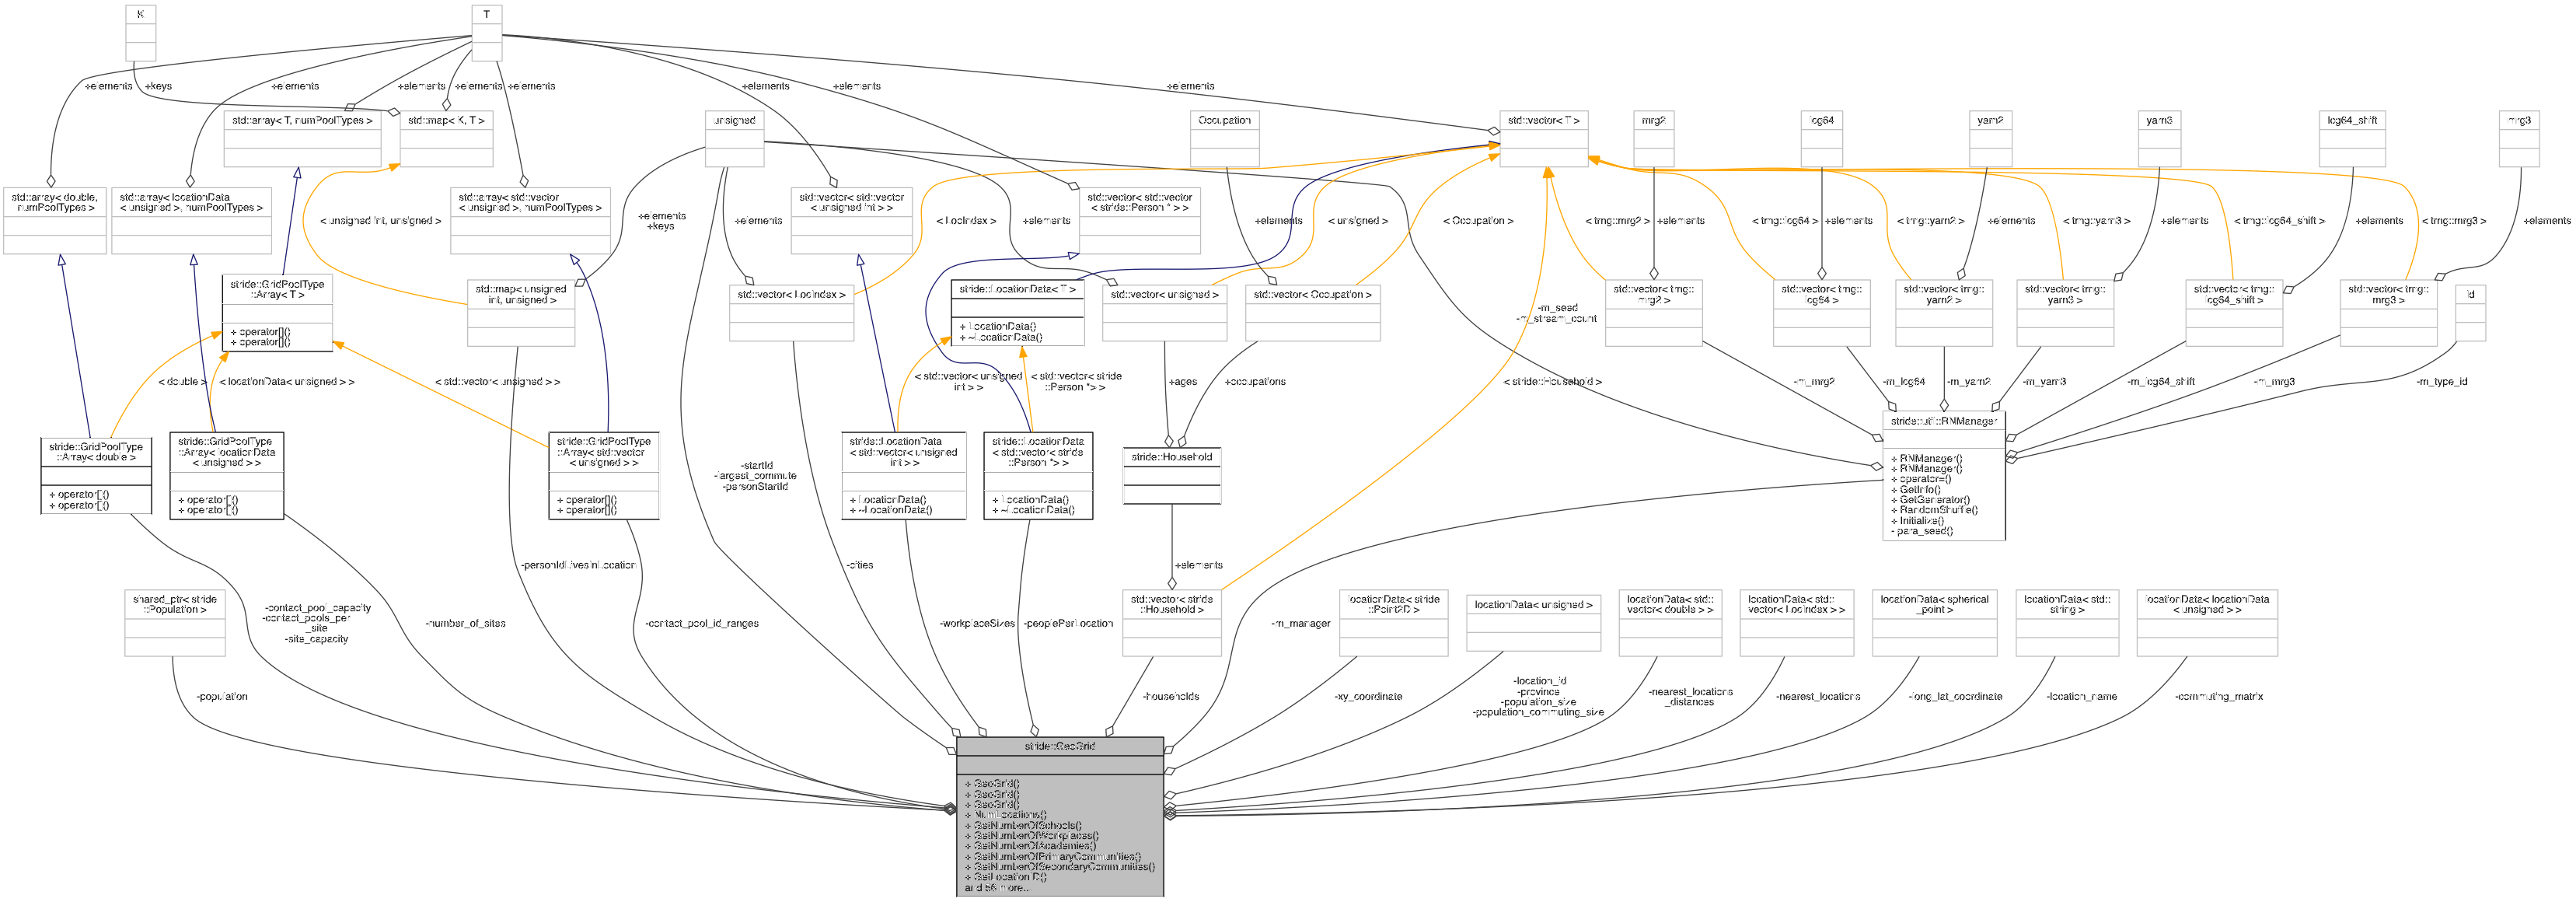 K
T
+elements
+keys
+elements
+elements
+elements
+elements
+elements
+elements
+elements
std::array< T, numPoolTypes >
std::map< K, T >
unsigned
Occupation
std::vector< T >
mrg2
lcg64
yarn2
yarn3
lcg64_shift
mrg3
std::array< double,
numPoolTypes >
std::array< locationData
< unsigned >, numPoolTypes >
< unsigned int, unsigned >
std::array< std::vector
< unsigned >, numPoolTypes >
+elements
+keys
+elements
std::vector< std::vector
< unsigned int > >
< LocIndex >
+elements
std::vector< std::vector
< stride::Person * > >
+elements
< unsigned >
< Occupation >
< trng::mrg2 >
+elements
< trng::lcg64 >
+elements
< trng::yarn2 >
+elements
< trng::yarn3 >
+elements
< trng::lcg64_shift >
+elements
< trng::mrg3 >
+elements
stride::GridPoolType
::Array< T >
+ operator[]()
+ operator[]()
std::map< unsigned
int, unsigned >
std::vector< LocIndex >
stride::LocationData< T >
+ LocationData()
+ ~LocationData()
std::vector< unsigned >
std::vector< Occupation >
-m_seed
-m_stream_count
std::vector< trng::
mrg2 >
std::vector< trng::
lcg64 >
std::vector< trng::
yarn2 >
std::vector< trng::
yarn3 >
std::vector< trng::
lcg64_shift >
std::vector< trng::
mrg3 >
id
< double >
< locationData< unsigned > >
< std::vector< unsigned > >
< std::vector< unsigned
int > >
< std::vector< stride
::Person *> >
+ages
+occupations
< stride::Household >
-m_mrg2
-m_lcg64
-m_yarn2
-m_yarn3
-m_lcg64_shift
-m_mrg3
-m_type_id
stride::GridPoolType
::Array< double >
+ operator[]()
+ operator[]()
stride::GridPoolType
::Array< locationData
< unsigned > >
+ operator[]()
+ operator[]()
stride::GridPoolType
::Array< std::vector
< unsigned > >
+ operator[]()
+ operator[]()
-startId
-largest_commute
-personStartId
stride::LocationData
< std::vector< unsigned
int > >
+ LocationData()
+ ~LocationData()
stride::LocationData
< std::vector< stride
::Person *> >
+ LocationData()
+ ~LocationData()
stride::Household
stride::util::RNManager
+ RNManager()
+ RNManager()
+ operator=()
+ GetInfo()
+ GetGenerator()
+ RandomShuffle()
+ Initialize()
- para_seed()
-personIdLivesInLocation
-cities
+elements
shared_ptr< stride
::Population >
-contact_pool_capacity
-contact_pools_per
_site
-site_capacity
-number_of_sites
-contact_pool_id_ranges
-workplaceSizes
-peoplePerLocation
std::vector< stride
::Household >
-rn_manager
locationData< stride
::Point2D >
locationData< unsigned >
locationData< std::
vector< double > >
locationData< std::
vector< LocIndex > >
locationData< spherical
_point >
locationData< std::
string >
locationData< locationData
< unsigned > >
-population
-households
-xy_coordinate
-location_id
-province
-population_size
-population_commuting_size
-nearest_locations
_distances
-nearest_locations
-long_lat_coordinate
-location_name
-commuting_matrix
stride::GeoGrid
+ GeoGrid()
+ GeoGrid()
+ GeoGrid()
+ NumLocations()
+ GetNumberOfSchools()
+ GetNumberOfWorkplaces()
+ GetNumberOfAcademies()
+ GetNumberOfPrimaryCommunities()
+ GetNumberOfSecondaryCommunities()
+ GetLocationID()
and 56 more...